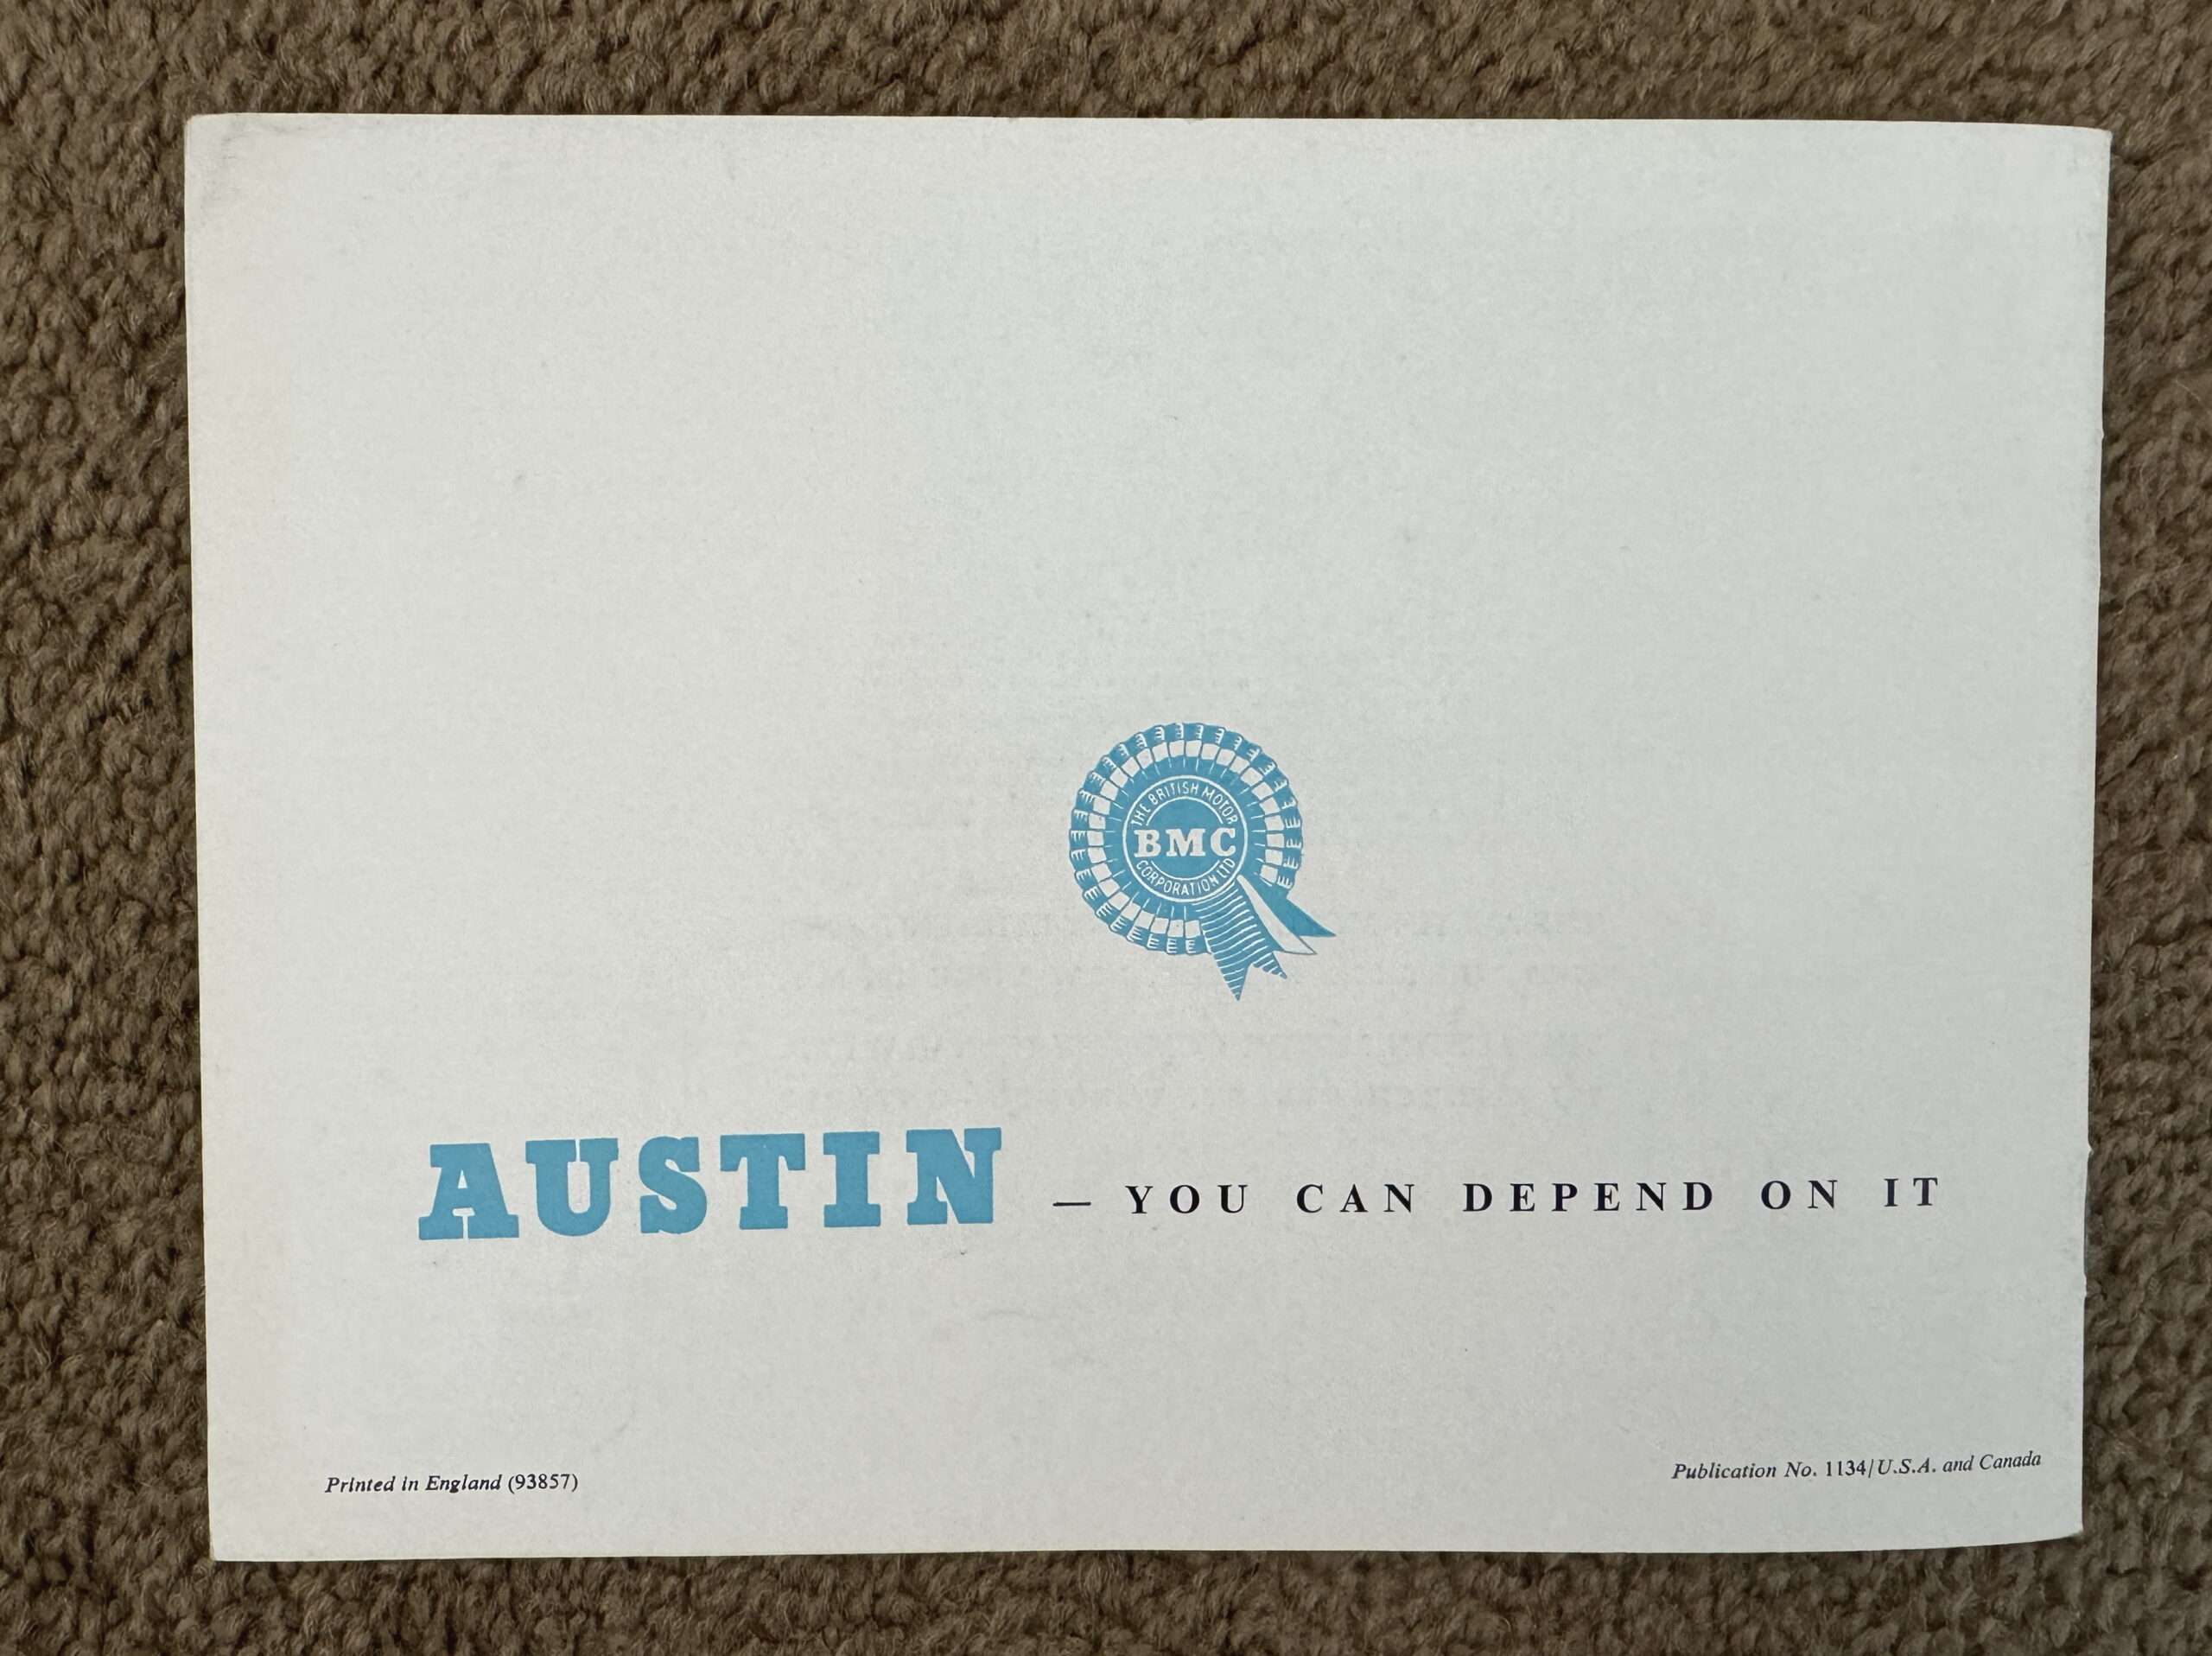 THE BRITISH MOTOR
BMC
CORPORATION LTD
AUSTIN — YOU CAN DEPEND ON IT
Printed in England (93857)
Publication No. 1134/U.S.A. and Canada